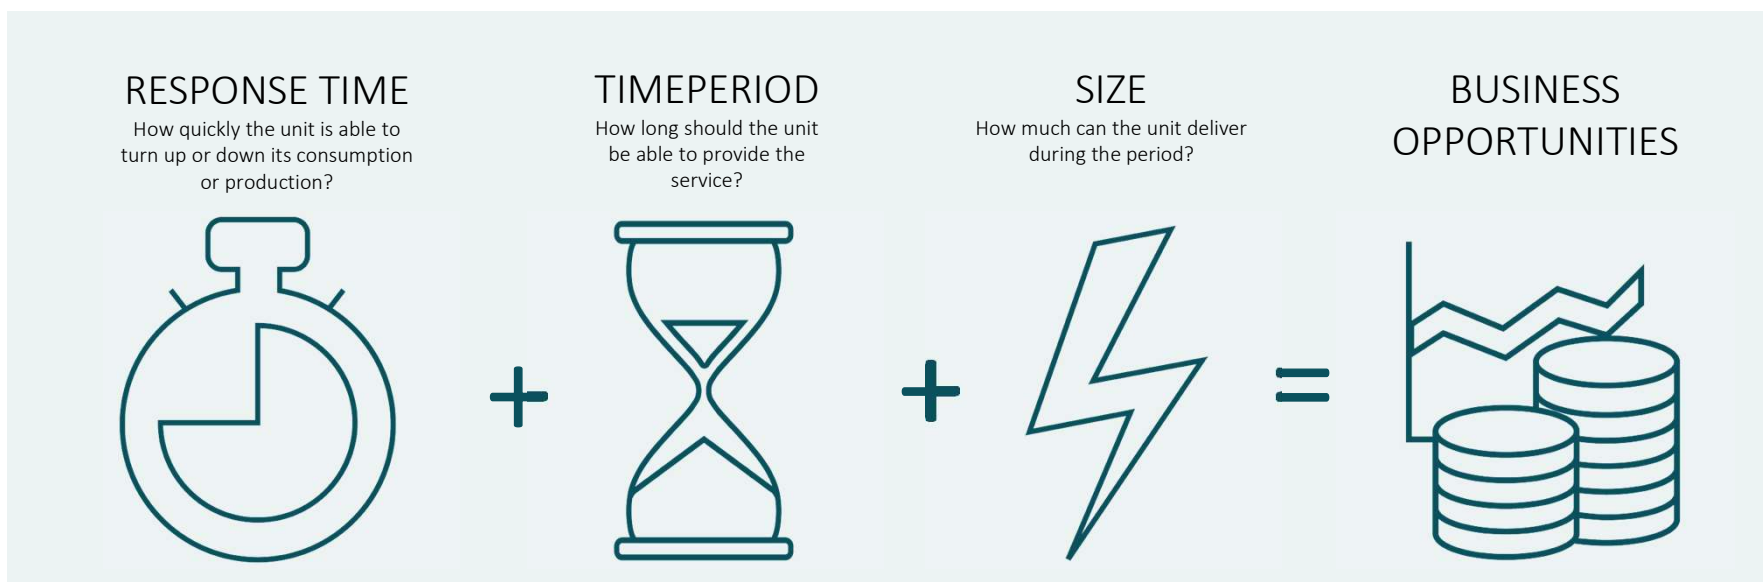 RESPONSE TIME
How quickly the unit is able to
turn up or down its consumption
or production?
TIMEPERIOD
How long should the unit
be able to provide the
service?
SIZE
How much can the unit deliver
during the period?
BUSINESS
OPPORTUNITIES